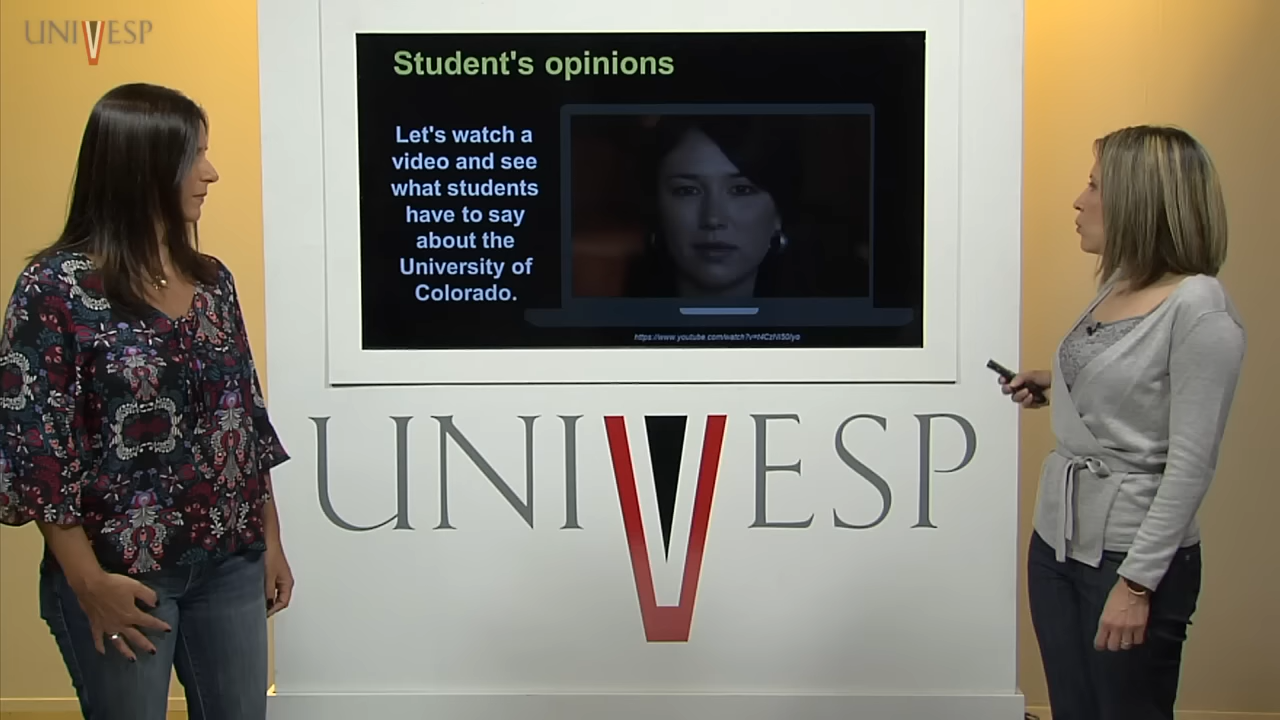 UNIVESP
Student's opinions
Let's watch a
video and see
what students
have to say
about the
University of
Colorado.
UNIVESP